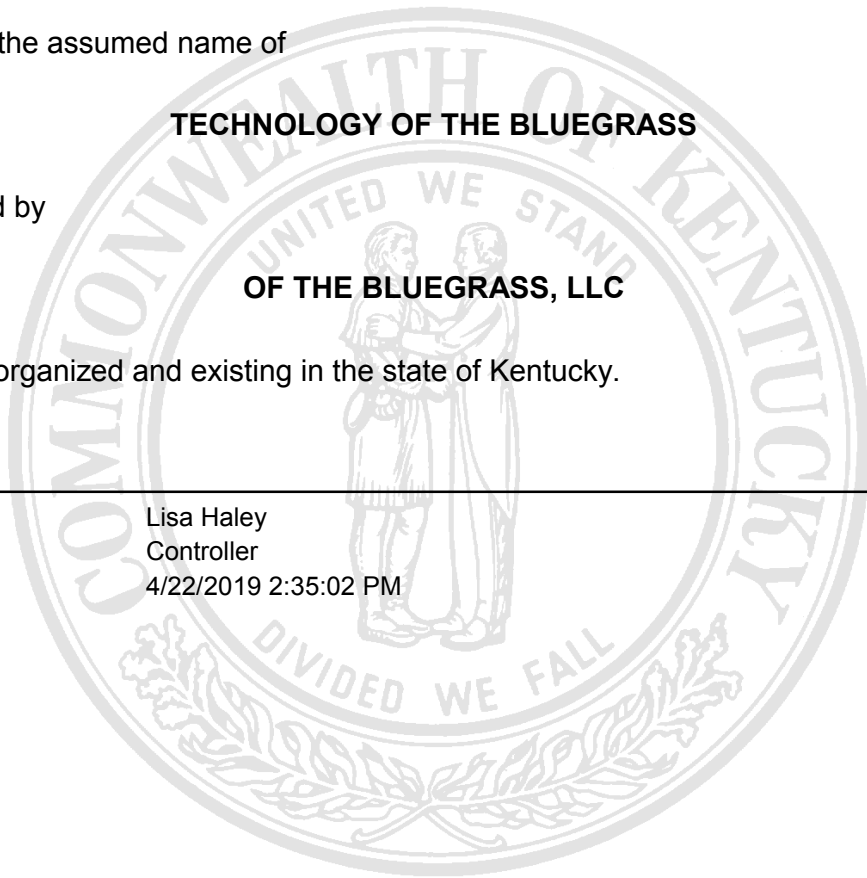 the assumed name of
TECHNOLOGY OF THE BLUEGRASS
d by
OF THE BLUEGRASS, LLC
organized and existing in the state of Kentucky.
Lisa Haley
Controller
4/22/2019 2:35:02 PM
COMMONWEALTH OF KENTUCKY
UNITED WE STAND
DIVIDED WE FALL